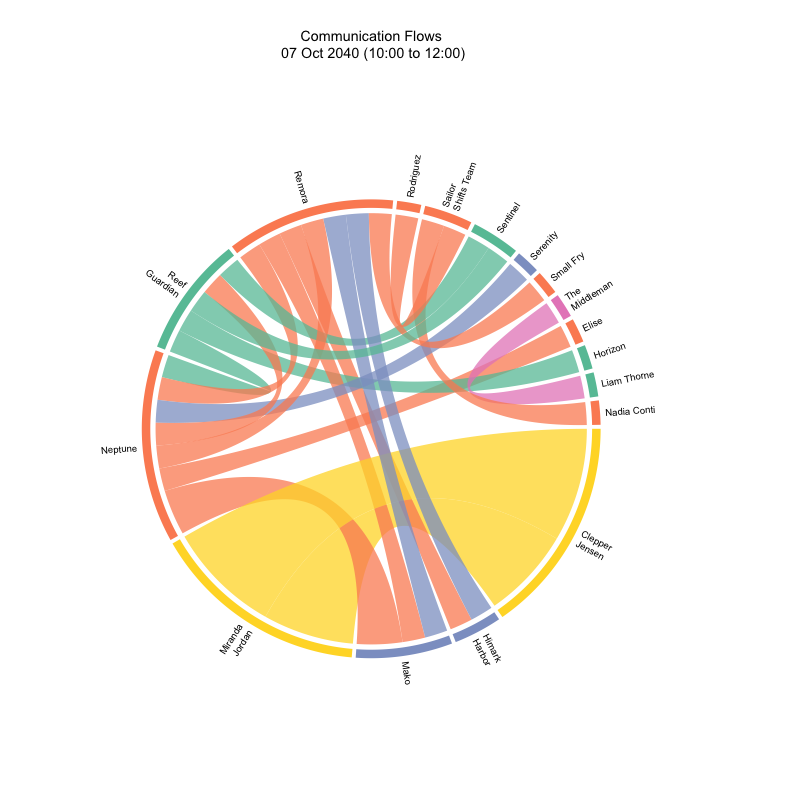 Communication Flows
07 Oct 2040 (10:00 to 12:00)
Remora
Rodriguez
Sailor
Shifts Team
Sentinel
Serenity
Small Fry
The
Middleman
Elise
Horizon
Liam Thorne
Nadia Conti
Clepper
Jensen
Himark
Harbor
Mako
Miranda
Jordan
Neptune
Reef
Guardian